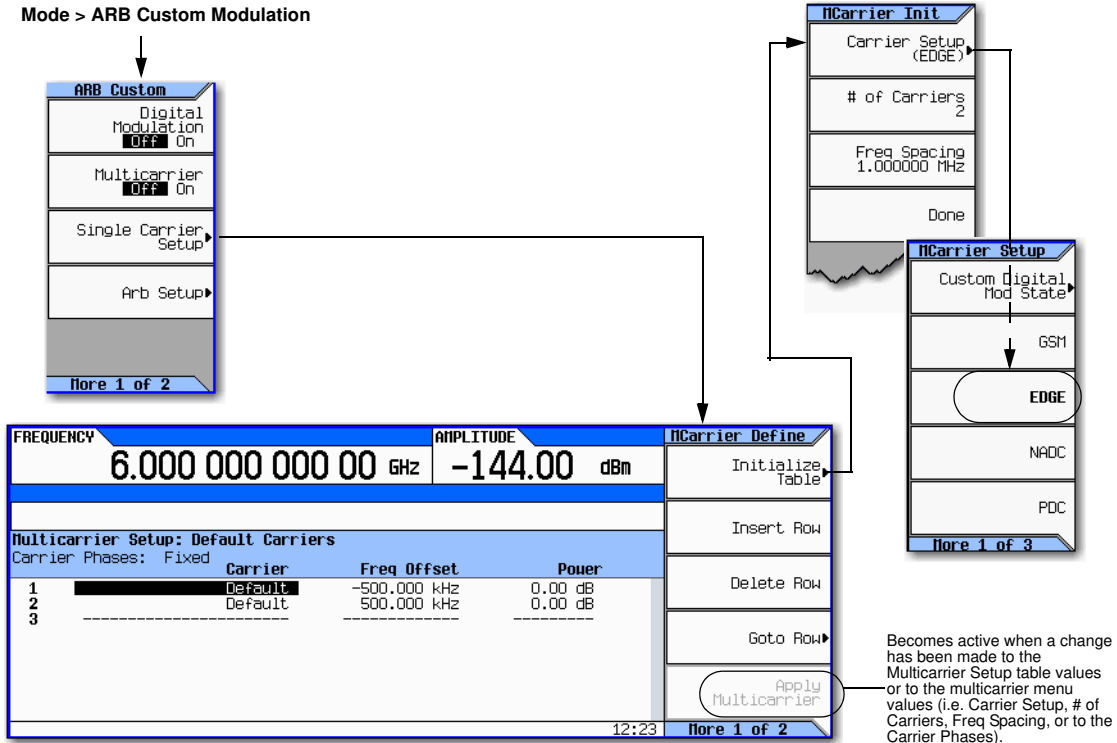 Mode > ARB Custom Modulation
ARB Custom
Digital
Modulation
Off On
Multicarrier
Off On
Single Carrier
Setup
Arb Setup
More 1 of 2
MCarrier Init
Carrier Setup
(EDGE)
# of Carriers
2
Freq Spacing
1.000000 MHz
Done
MCarrier Setup
Custom Digital
Mod State
GSM
EDGE
NADC
PDC
More 1 of 3
FREQUENCY
6.000 000 000 00 GHz
AMPLITUDE
-144.00 dBm
Multicarrier Setup: Default Carriers
Carrier Phases: Fixed
Carrier Freq Offset Power
1 Default -500.000 kHz 0.00 dB
2 Default 500.000 kHz 0.00 dB
3 ---------------------- ------------- ---------
12:23
MCarrier Define
Initialize
Table
Insert Row
Delete Row
Goto Row
Apply
Multicarrier
More 1 of 2
Becomes active when a change
has been made to the
Multicarrier Setup table values
or to the multicarrier menu
values (i.e. Carrier Setup, # of
Carriers, Freq Spacing, or to the
Carrier Phases).